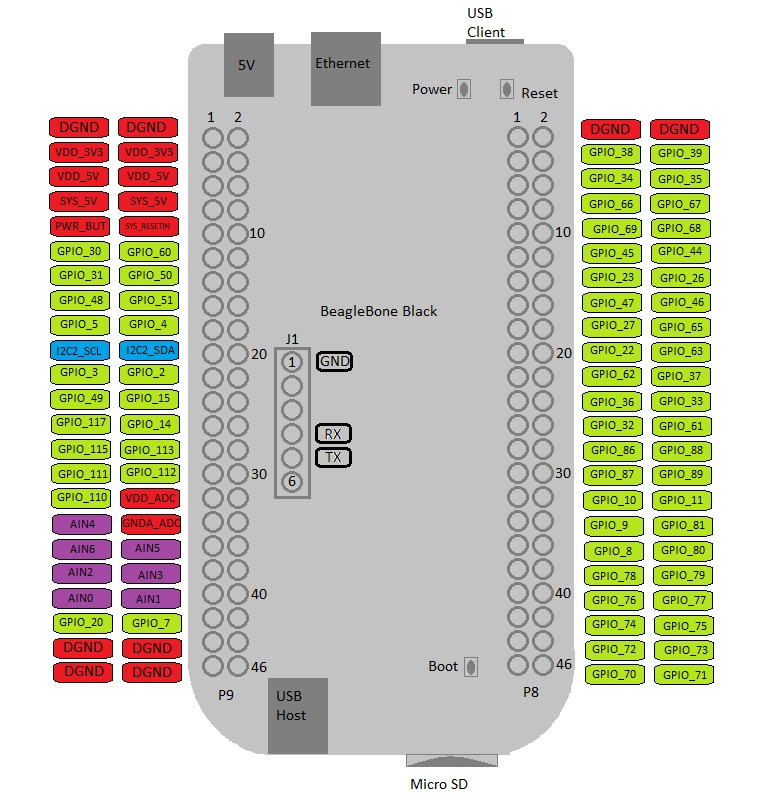 USB
Client
5V
Ethernet
Power
Reset
1 2
1 2
DGND DGND
VDD_3V3 VDD_3V3
VDD_5V VDD_5V
SYS_5V SYS_5V
PWR_BUT SYS_RESETIN
GPIO_30 GPIO_60
GPIO_31 GPIO_50
GPIO_48 GPIO_51
GPIO_5 GPIO_4
I2C2_SCL I2C2_SDA
GPIO_3 GPIO_2
GPIO_49 GPIO_15
GPIO_117 GPIO_14
GPIO_115 GPIO_113
GPIO_111 GPIO_112
GPIO_110 VDD_ADC
AIN4 GNDA_ADC
AIN6 AIN5
AIN2 AIN3
AIN0 AIN1
GPIO_20 GPIO_7
DGND DGND
DGND DGND
10
20
30
40
46
P9
BeagleBone Black
J1
1 GND
RX
TX
6
Boot
USB
Host
Micro SD
10
20
30
40
46
P8
DGND DGND
GPIO_38 GPIO_39
GPIO_34 GPIO_35
GPIO_66 GPIO_67
GPIO_69 GPIO_68
GPIO_45 GPIO_44
GPIO_23 GPIO_26
GPIO_47 GPIO_46
GPIO_27 GPIO_65
GPIO_22 GPIO_63
GPIO_62 GPIO_37
GPIO_36 GPIO_33
GPIO_32 GPIO_61
GPIO_86 GPIO_88
GPIO_87 GPIO_89
GPIO_10 GPIO_11
GPIO_9 GPIO_81
GPIO_8 GPIO_80
GPIO_78 GPIO_79
GPIO_76 GPIO_77
GPIO_74 GPIO_75
GPIO_72 GPIO_73
GPIO_70 GPIO_71